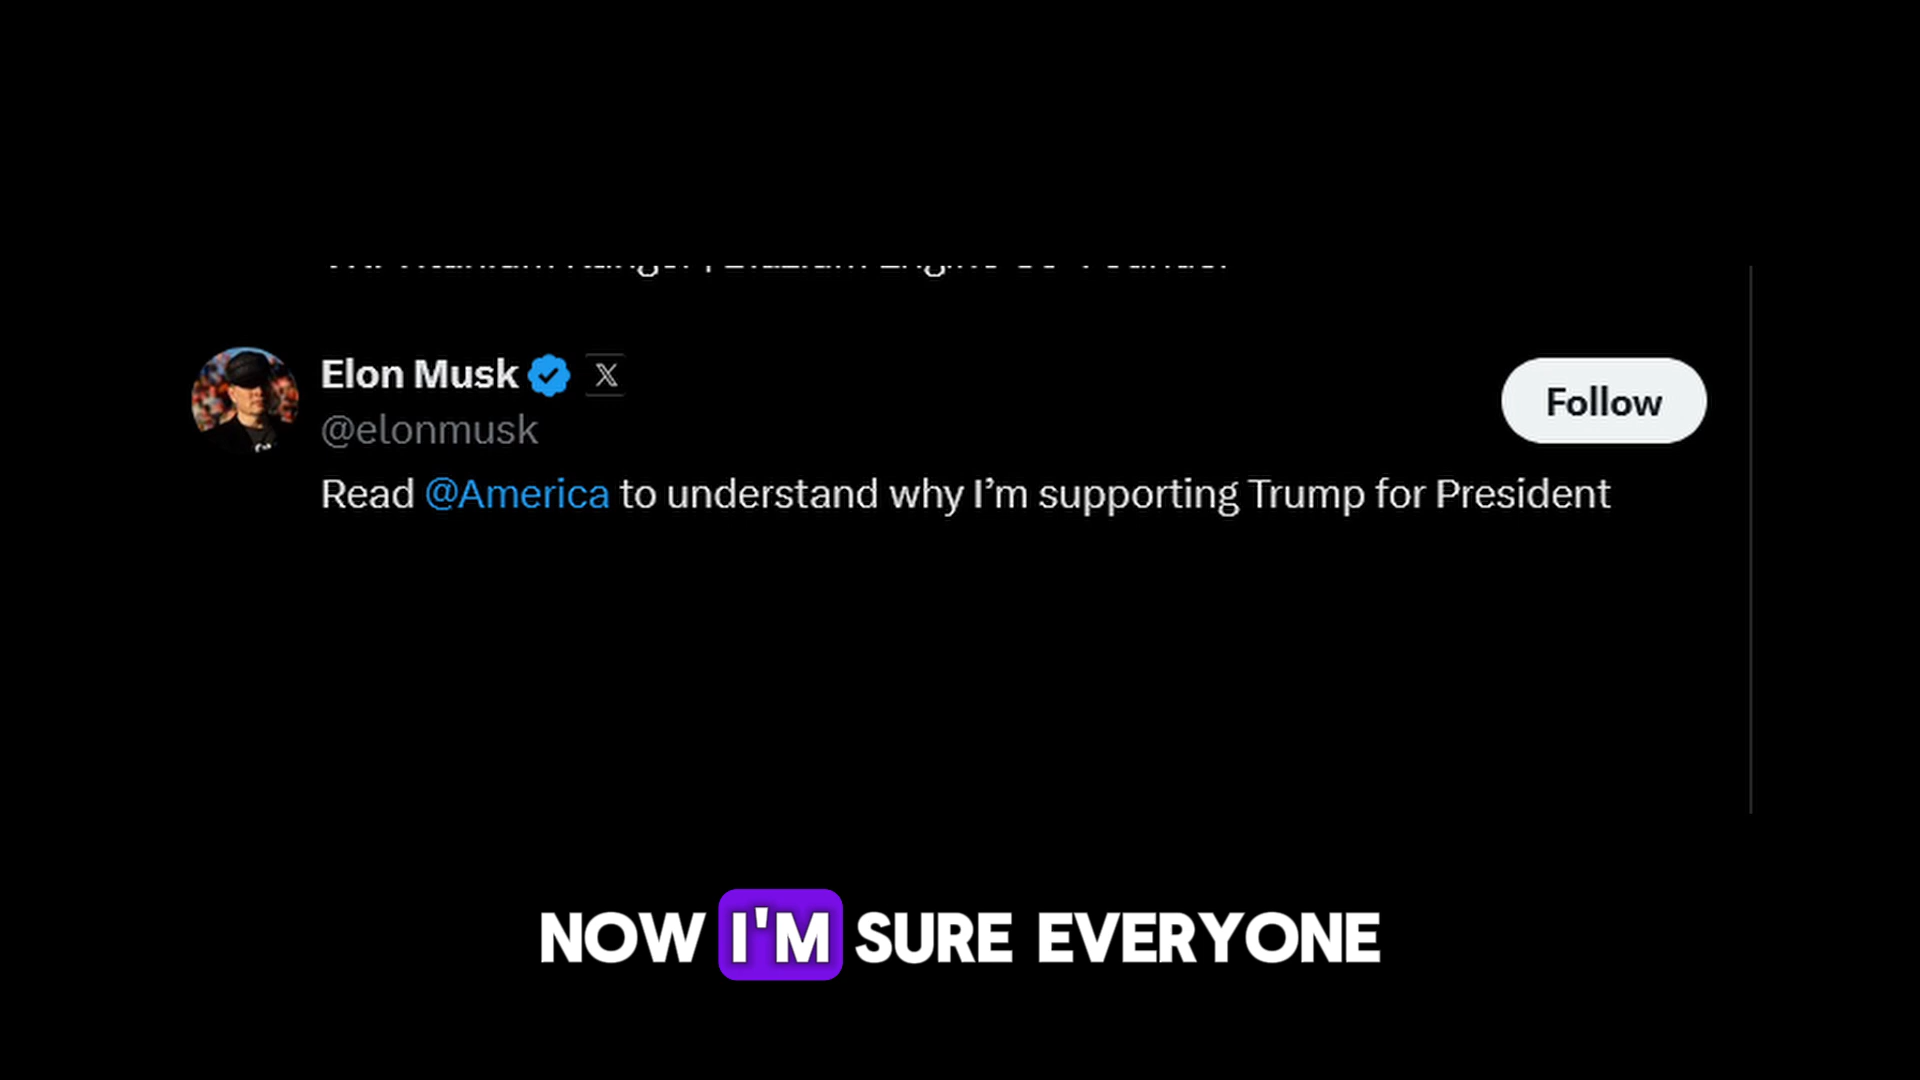 Elon Musk
@elonmusk
Follow
Read @America to understand why I’m supporting Trump for President
NOW I'M SURE EVERYONE